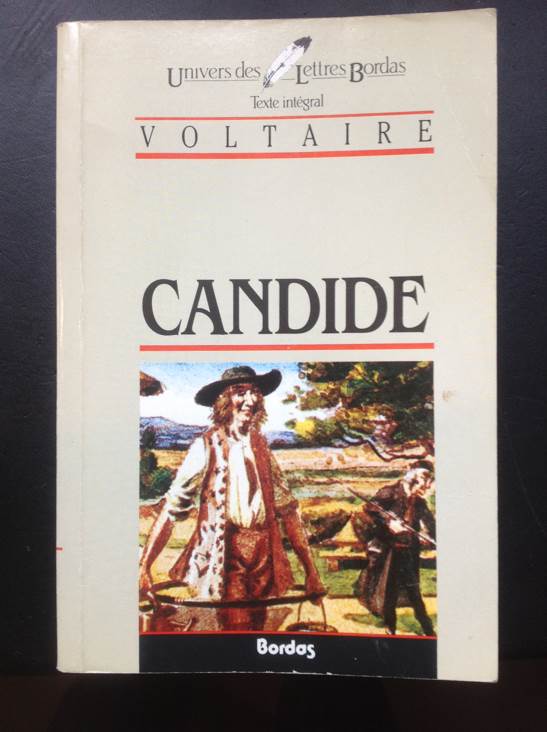 Univers des Lettres Bordas
Texte intégral
VOLTAIRE
CANDIDE
Bordas